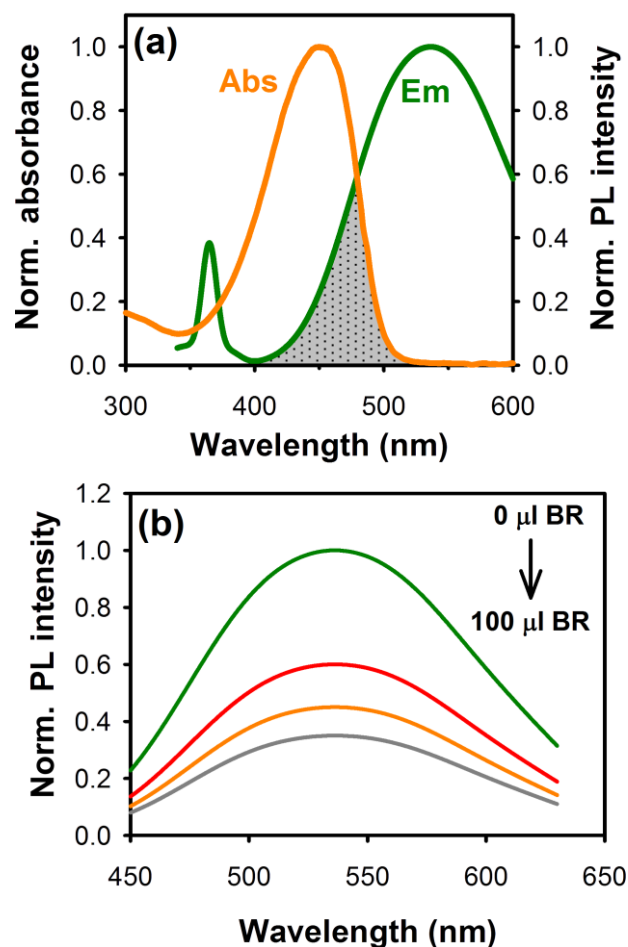 (a)
Abs
Em
Norm. absorbance
Norm. PL intensity
1.0
0.8
0.6
0.4
0.2
0.0
1.0
0.8
0.6
0.4
0.2
0.0
300 400 500 600
Wavelength (nm)
(b)
0 μl BR
100 μl BR
Norm. PL intensity
1.2
1.0
0.8
0.6
0.4
0.2
0.0
450 500 550 600 650
Wavelength (nm)